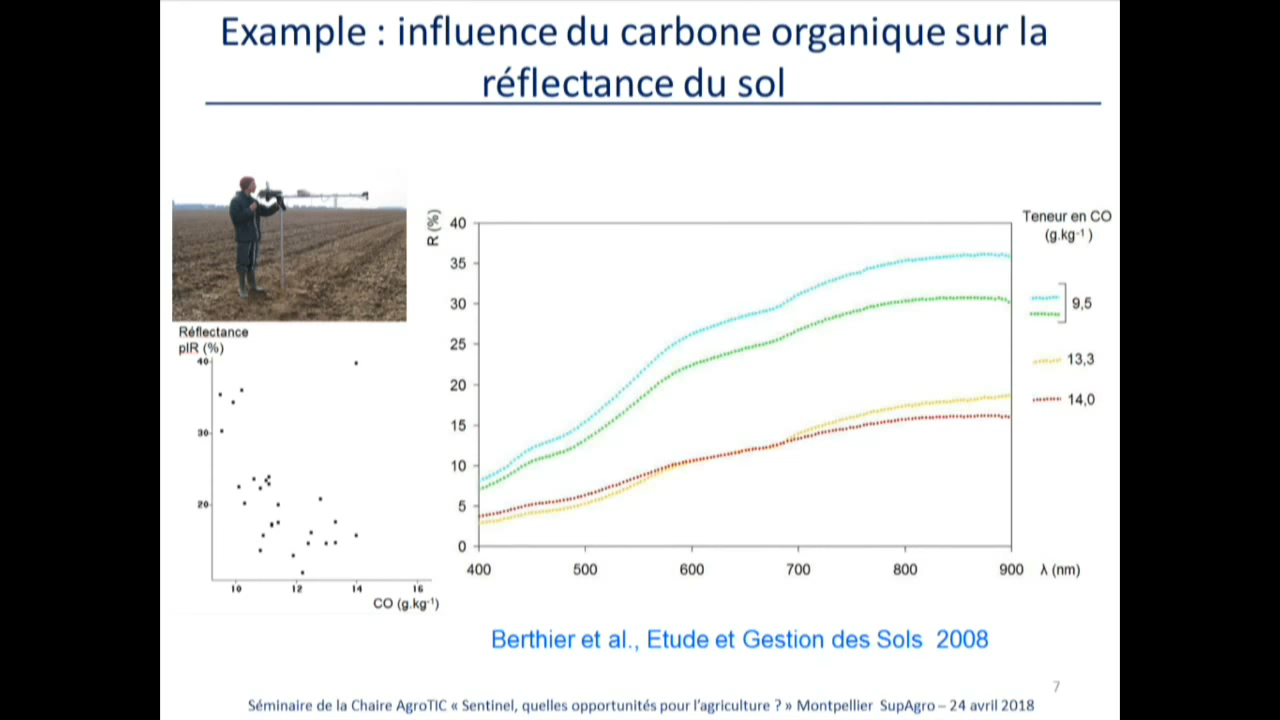 Example : influence du carbone organique sur la
réflectance du sol
Réflectance
pIR (%)
40
30
20
10 12 14 16
CO (g.kg-1)
R (%)
40
35
30
25
20
15
10
5
0
400 500 600 700 800 900 λ (nm)
Teneur en CO
(g.kg-1 )
9,5
13,3
14,0
Berthier et al., Etude et Gestion des Sols 2008
7
Séminaire de la Chaire AgroTIC « Sentinel, quelles opportunités pour l'agriculture ? » Montpellier SupAgro – 24 avril 2018